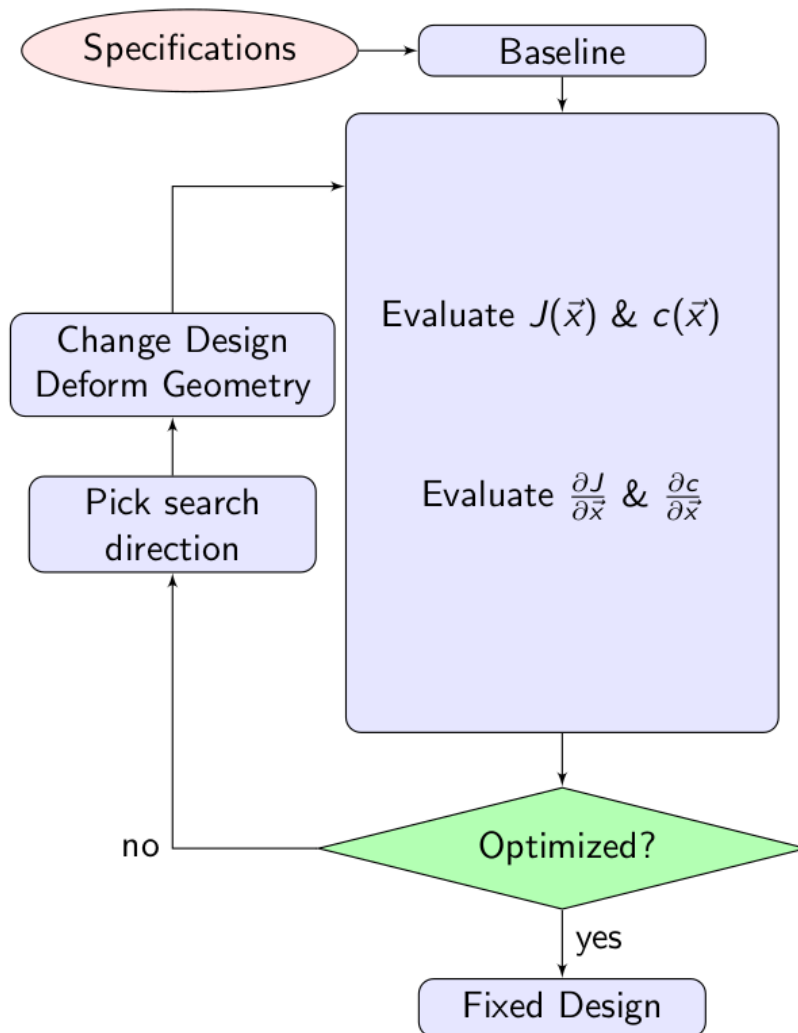 Specifications
Baseline
Evaluate J(x⃗) & c(x⃗)
Change Design
Deform Geometry
Evaluate ∂J/∂x⃗ & ∂c/∂x⃗
Pick search
direction
no
Optimized?
yes
Fixed Design